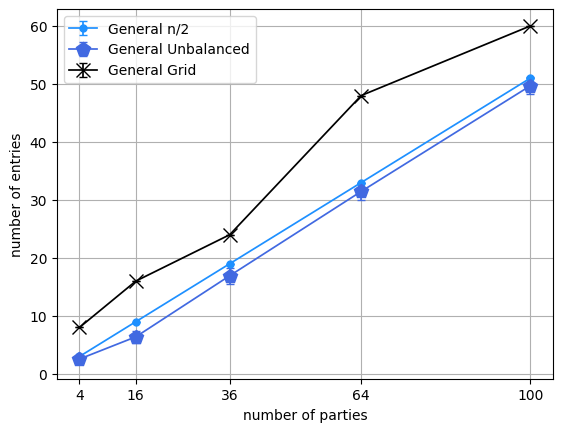 General n/2
General Unbalanced
General Grid
60
50
40
30
20
10
0
number of entries
4 16 36 64 100
number of parties